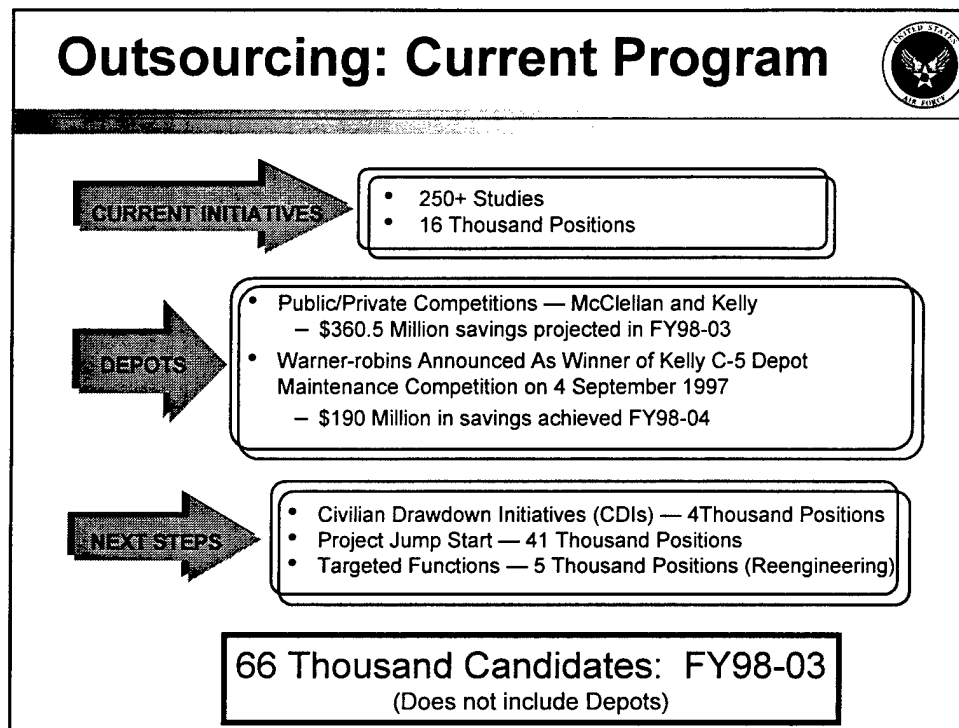 Outsourcing: Current Program
UNITED STATES
AIR FORCE
CURRENT INITIATIVES
• 250+ Studies
• 16 Thousand Positions
DEPOTS
• Public/Private Competitions — McClellan and Kelly
– $360.5 Million savings projected in FY98-03
• Warner-robins Announced As Winner of Kelly C-5 Depot
Maintenance Competition on 4 September 1997
– $190 Million in savings achieved FY98-04
NEXT STEPS
• Civilian Drawdown Initiatives (CDIs) — 4Thousand Positions
• Project Jump Start — 41 Thousand Positions
• Targeted Functions — 5 Thousand Positions (Reengineering)
66 Thousand Candidates: FY98-03
(Does not include Depots)